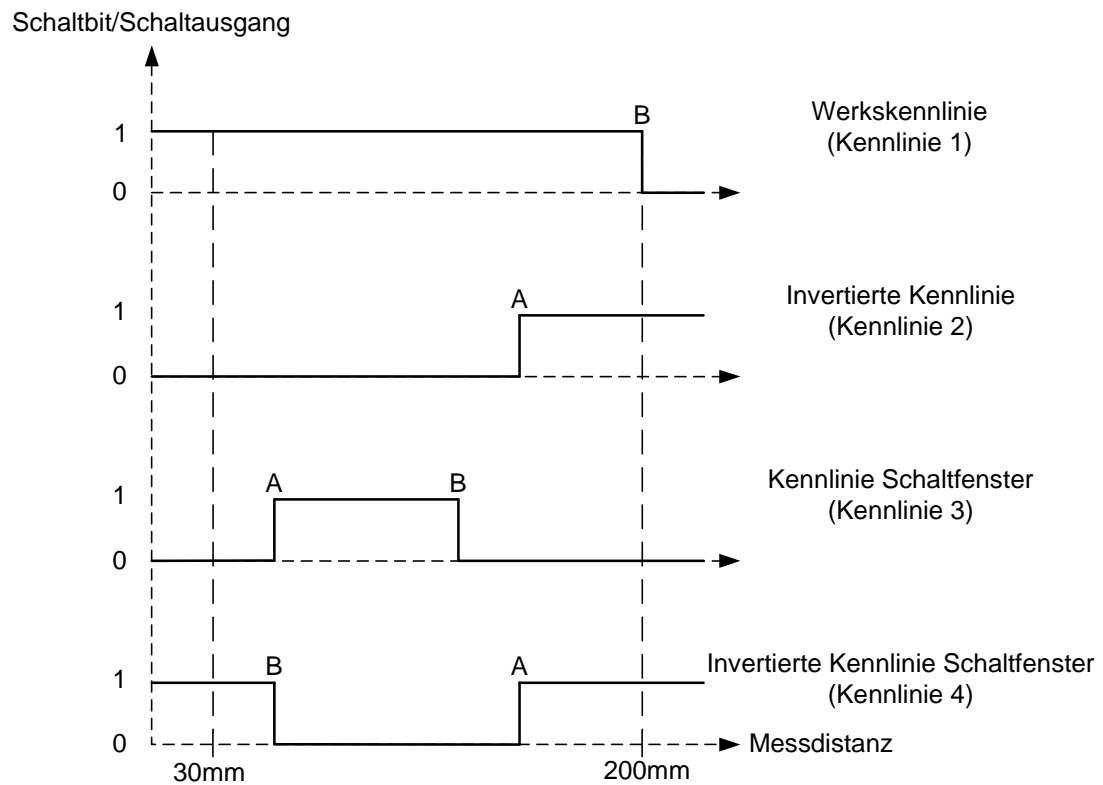 Schaltbit/Schaltausgang
B
1
0
Werkskennlinie
(Kennlinie 1)
A
1
0
Invertierte Kennlinie
(Kennlinie 2)
A B
1
0
Kennlinie Schaltfenster
(Kennlinie 3)
B A
1
0
Invertierte Kennlinie Schaltfenster
(Kennlinie 4)
Messdistanz
30mm 200mm